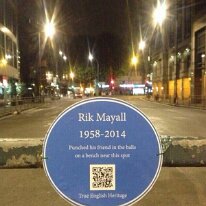 Rik Mayall
1958-2014
Punched his friend in the balls
on a bench near this spot
True English Heritage